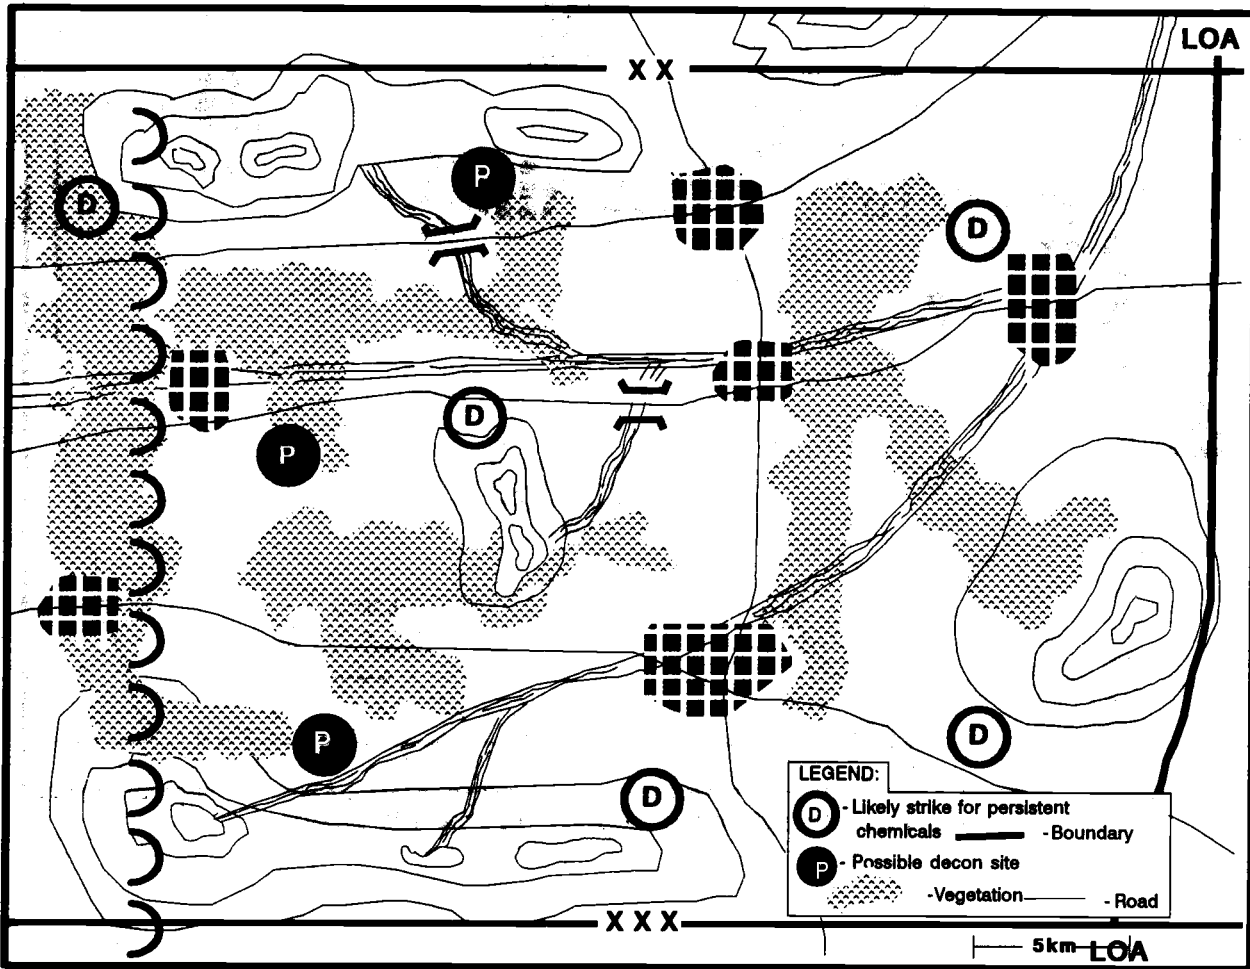 LOA
X X
D
P
D
D
P
P
D
D
LEGEND:
D - Likely strike for persistent
chemicals - Boundary
P - Possible decon site
- Vegetation - Road
X X X
5km
LOA